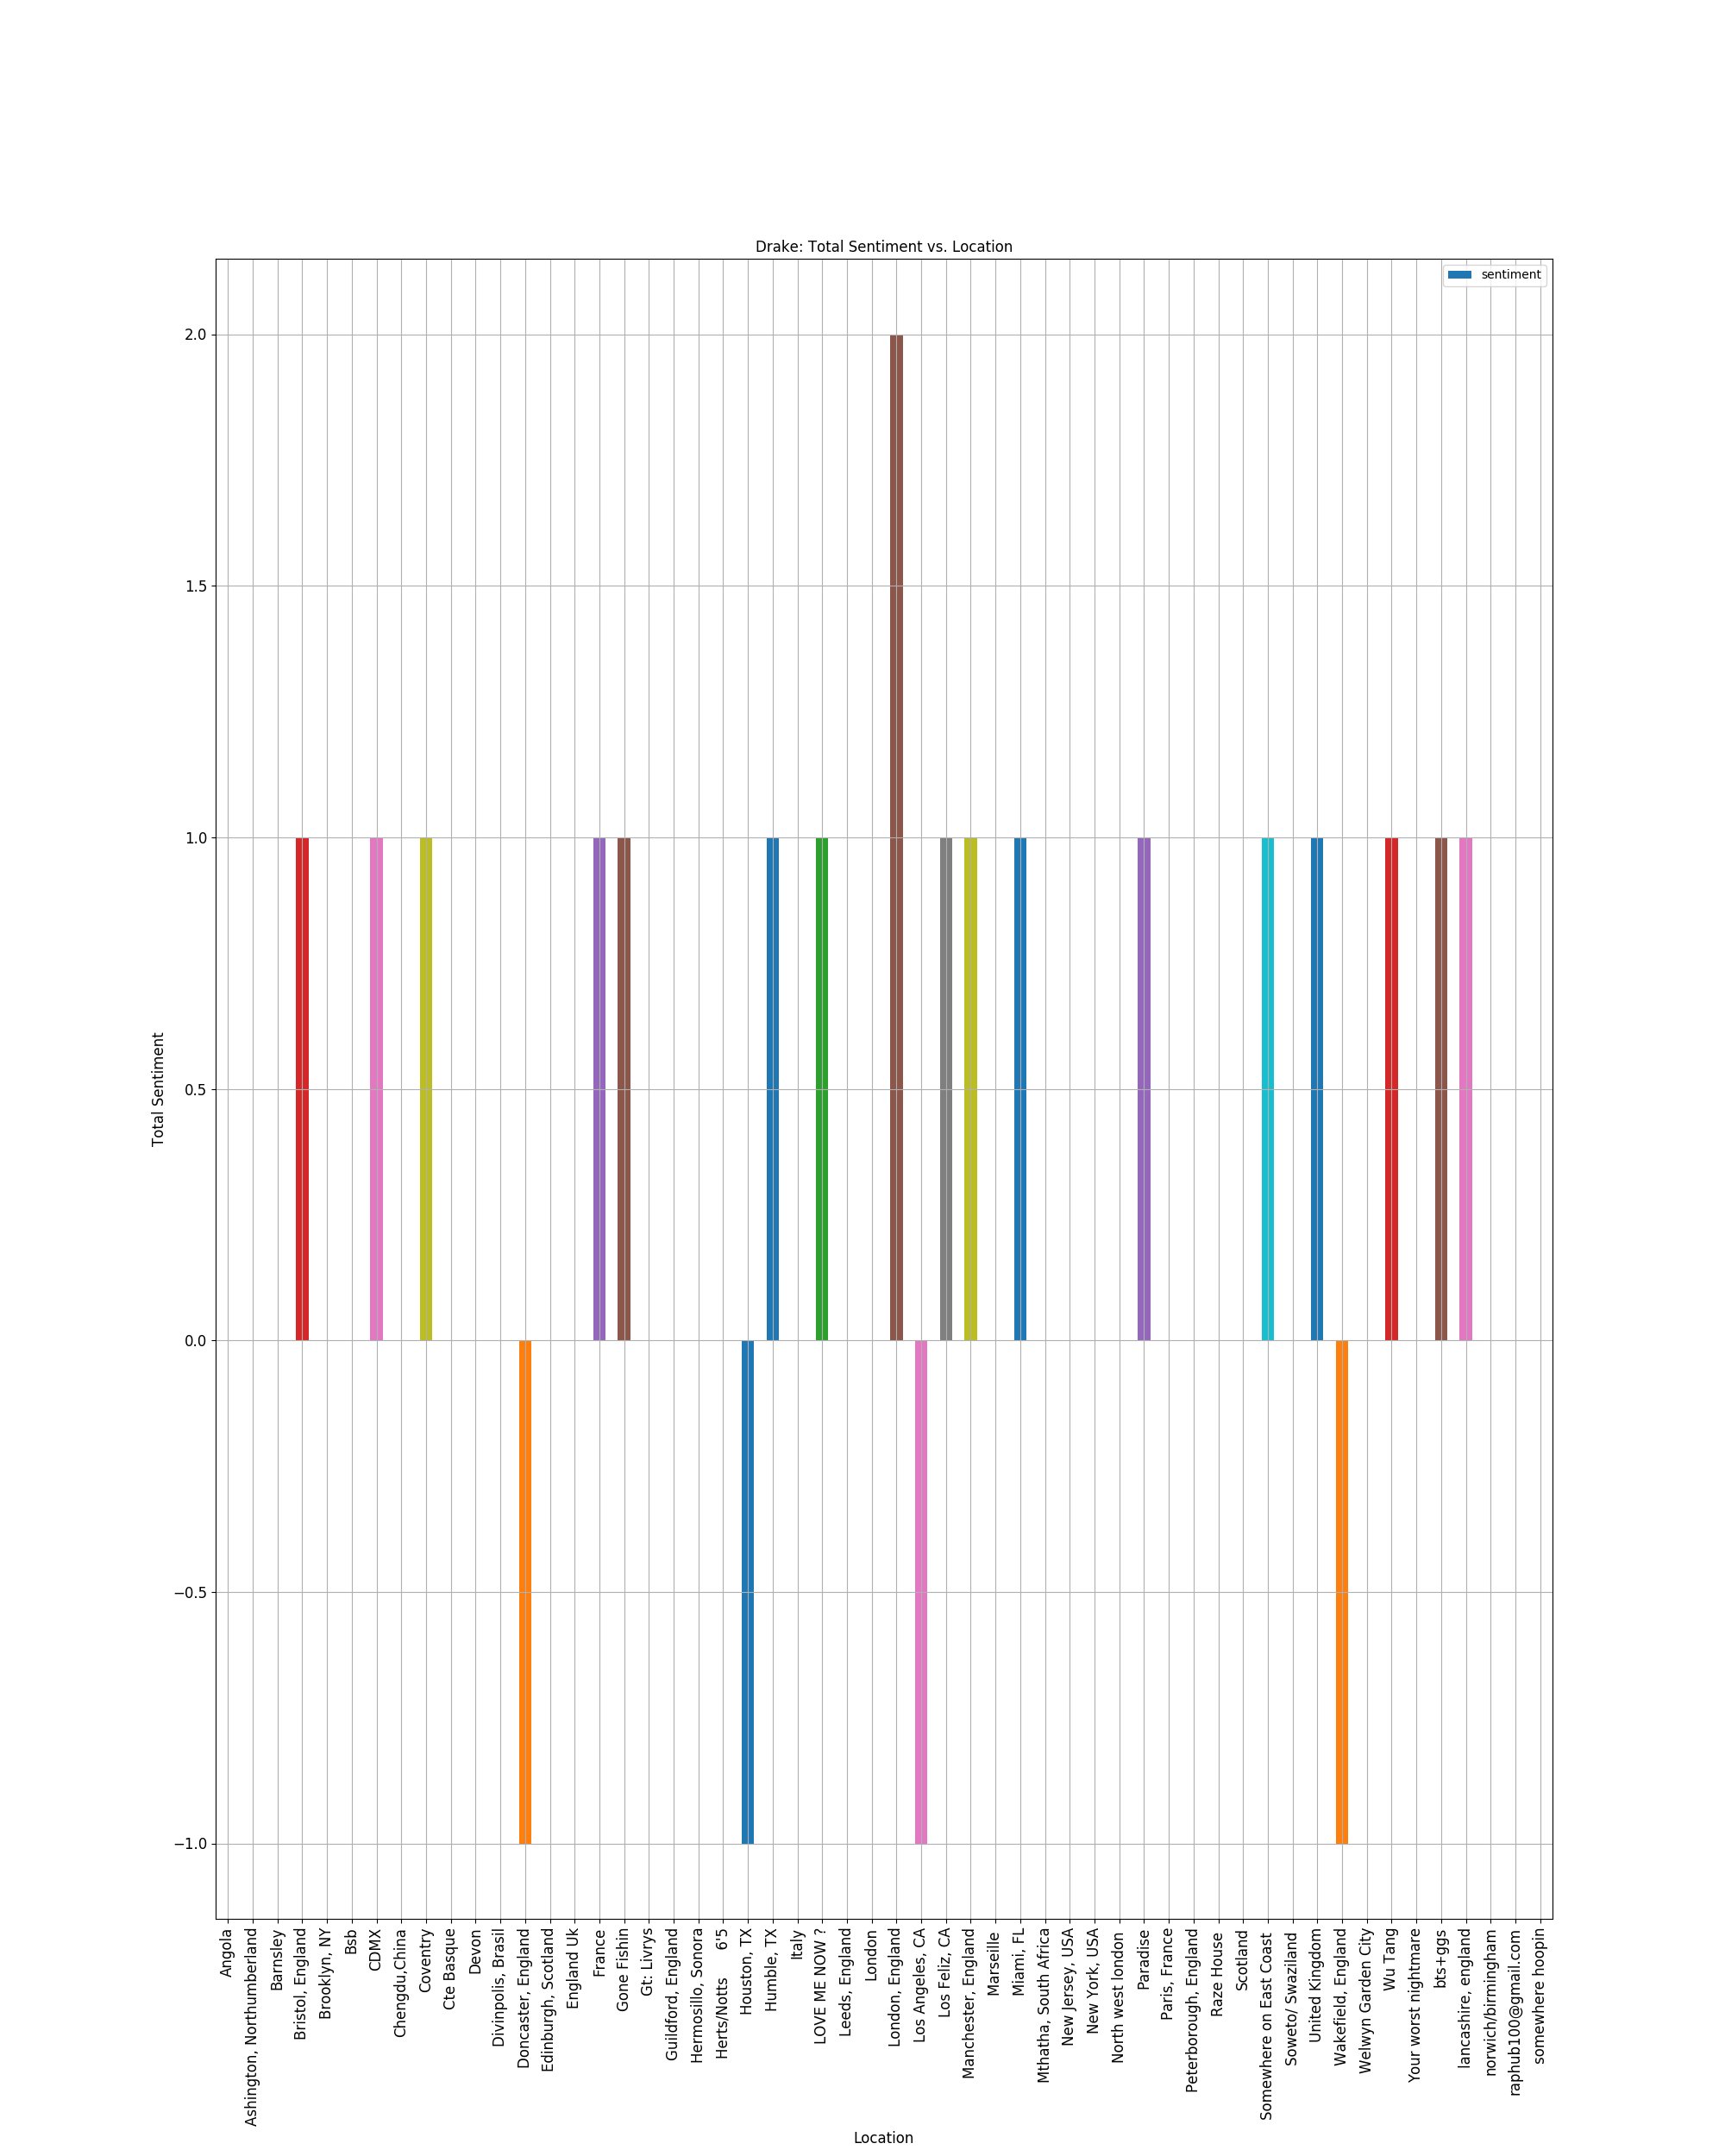 Drake: Total Sentiment vs. Location
sentiment
2.0
1.5
1.0
0.5
0.0
−0.5
−1.0
Total Sentiment
Angola
Ashington, Northumberland
Barnsley
Bristol, England
Brooklyn, NY
Bsb
CDMX
Chengdu,China
Coventry
Cte Basque
Devon
Divinpolis, Brasil
Doncaster, England
Edinburgh, Scotland
England Uk
France
Gone Fishin
Gt: Livrys
Guildford, England
Hermosillo, Sonora
Herts/Notts 6'5
Houston, TX
Humble, TX
Italy
LOVE ME NOW ?
Leeds, England
London
London, England
Los Angeles, CA
Los Feliz, CA
Manchester, England
Marseille
Miami, FL
Mthatha, South Africa
New Jersey, USA
New York, USA
North west london
Paradise
Paris, France
Peterborough, England
Raze House
Scotland
Somewhere on East Coast
Soweto/ Swaziland
United Kingdom
Wakefield, England
Welwyn Garden City
Wu Tang
Your worst nightmare
bts+ggs
lancashire, england
norwich/birmingham
raphub100@gmail.com
somewhere hoopin
Location